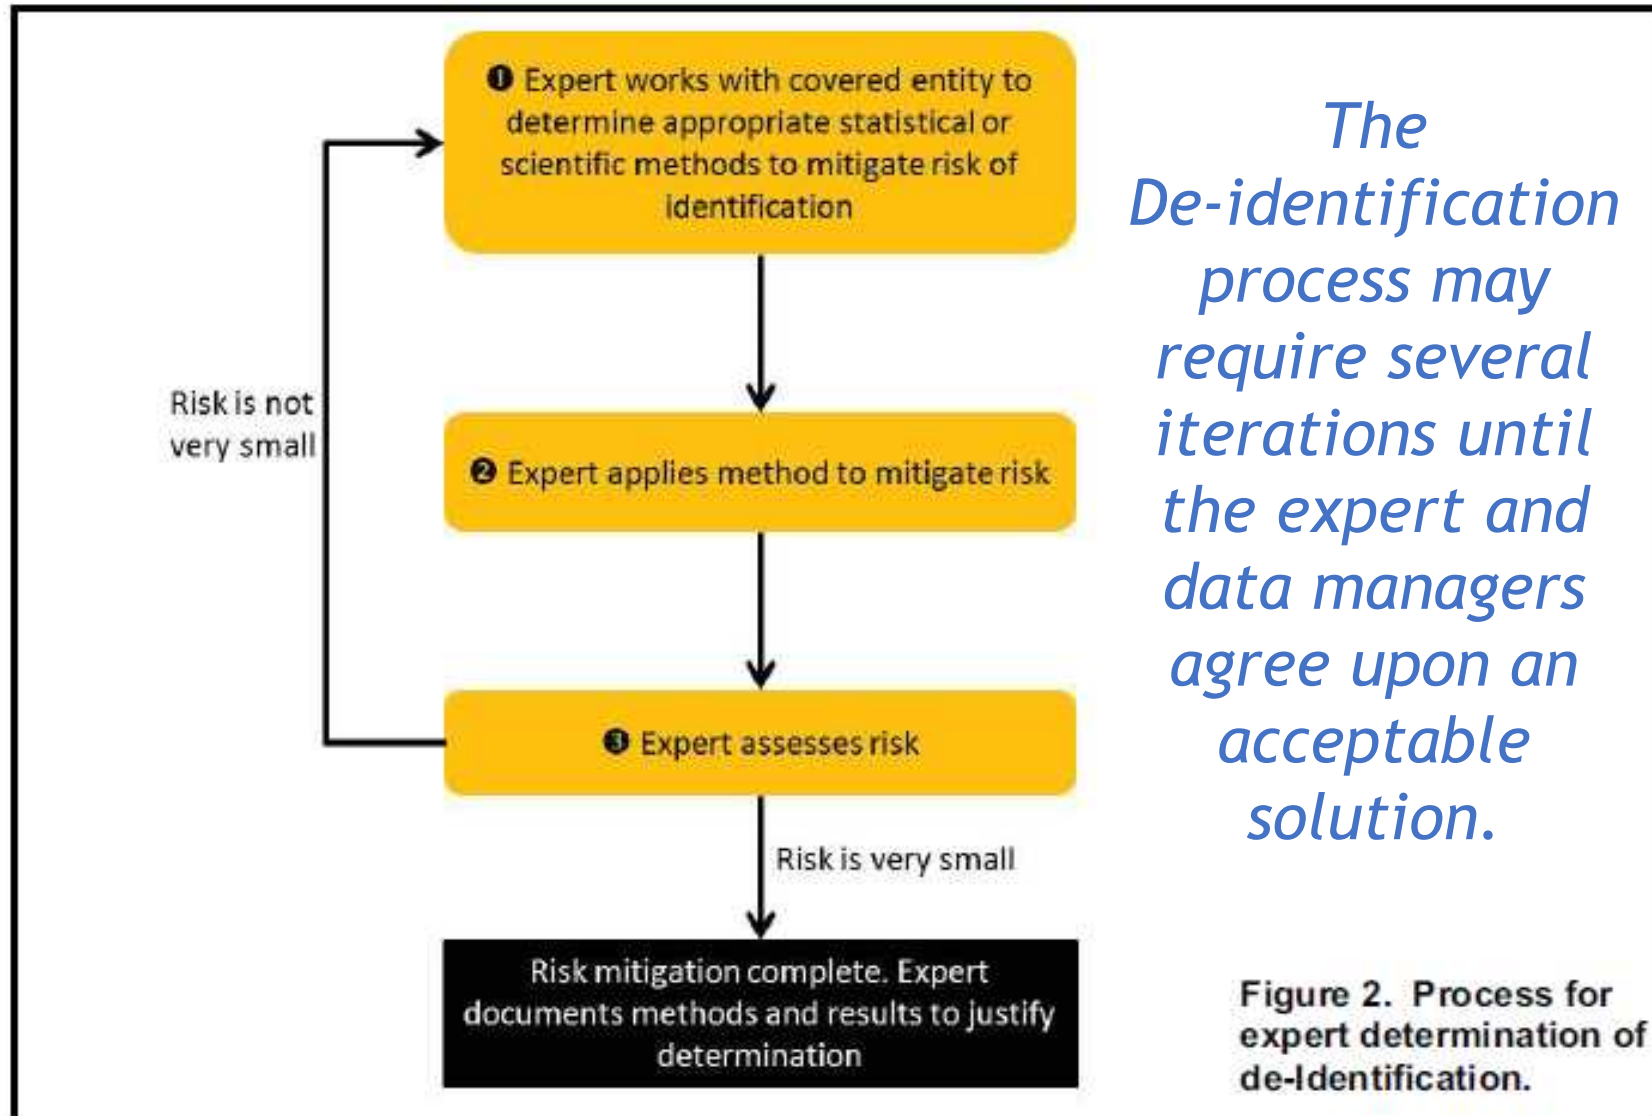 ❶ Expert works with covered entity to
determine appropriate statistical or
scientific methods to mitigate risk of
identification
Risk is not
very small
❷ Expert applies method to mitigate risk
❸ Expert assesses risk
Risk is very small
Risk mitigation complete. Expert
documents methods and results to justify
determination
The
De-identification
process may
require several
iterations until
the expert and
data managers
agree upon an
acceptable
solution.
Figure 2. Process for
expert determination of
de-Identification.